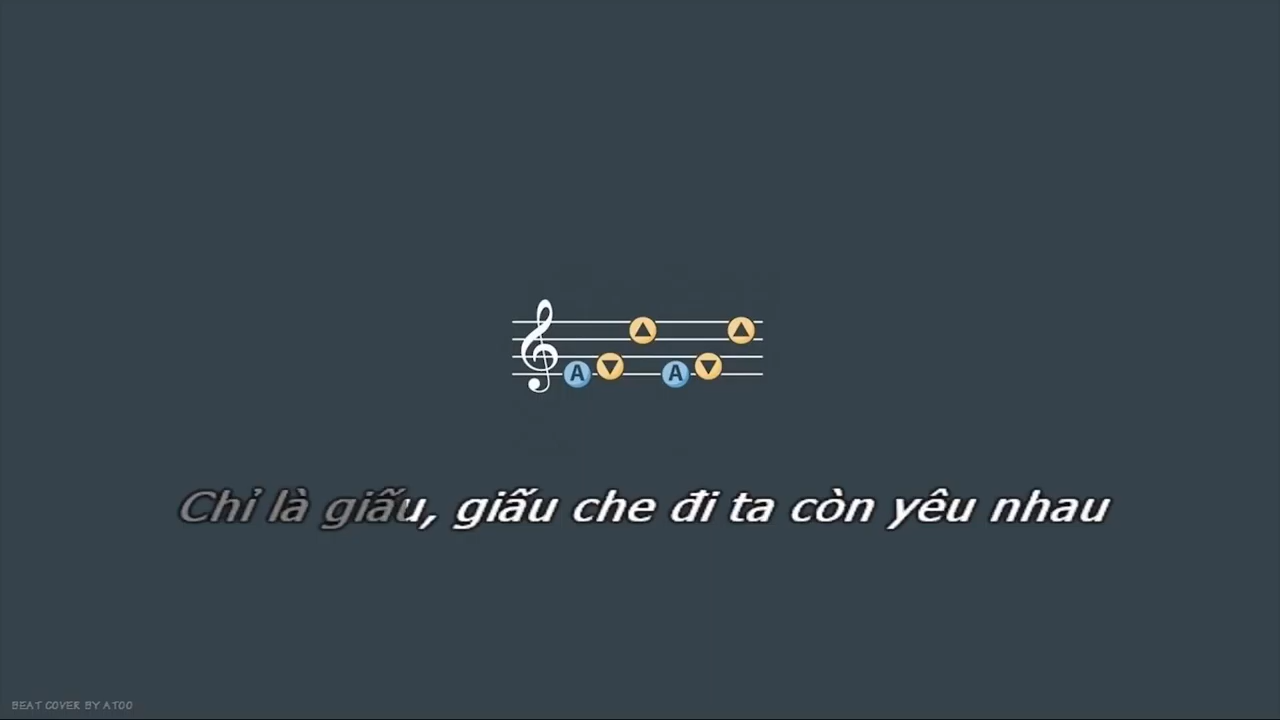 A A
Chỉ là giấu, giấu che đi ta còn yêu nhau
BEAT COVER BY ATOO